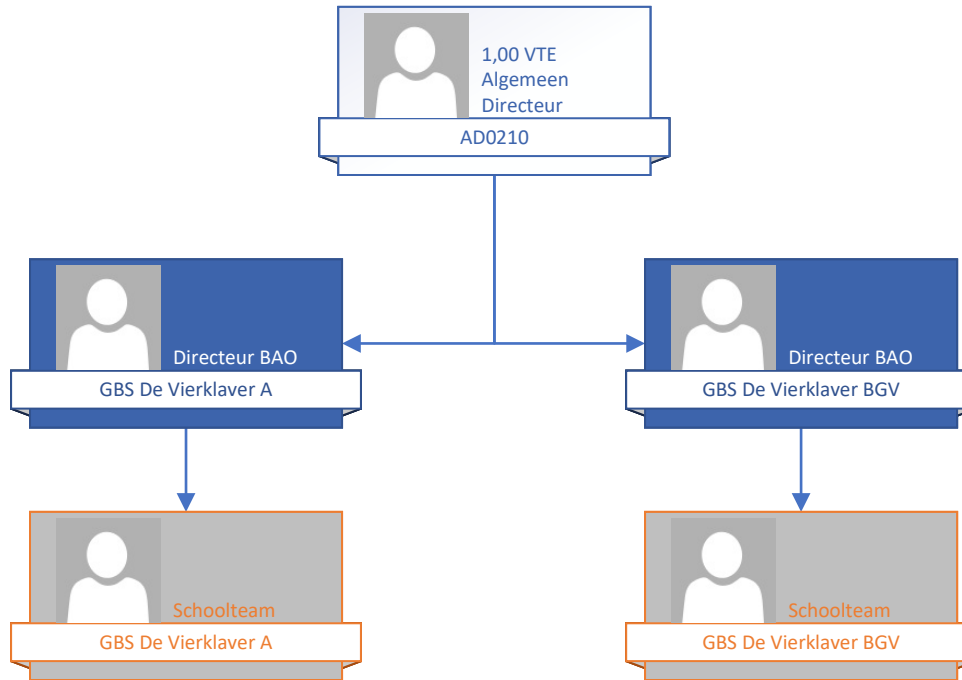 1,00 VTE
Algemeen
Directeur
AD0210
Directeur BAO
GBS De Vierklaver A
Directeur BAO
GBS De Vierklaver BGV
Schoolteam
GBS De Vierklaver A
Schoolteam
GBS De Vierklaver BGV